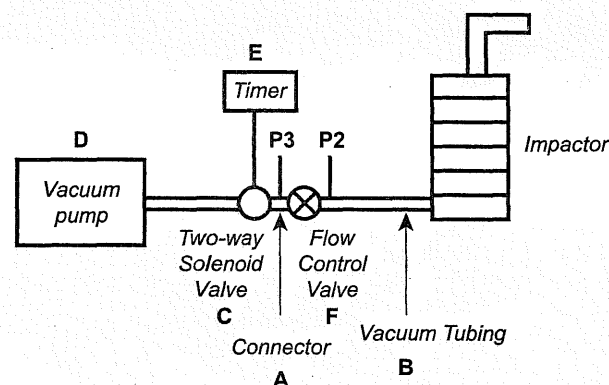 E
Timer
D
P3
P2
Impactor
Vacuum
pump
Two-way
Solenoid
Valve
C
Flow
Control
Valve
F
Connector
A
Vacuum Tubing
B